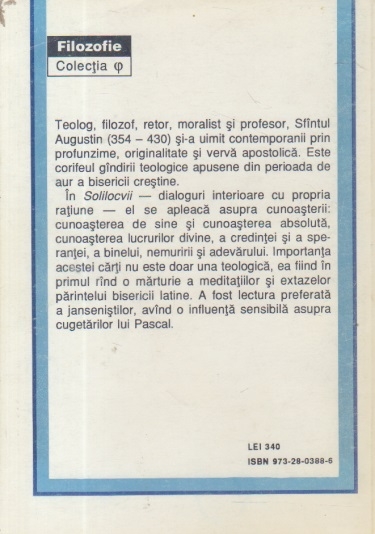 Filozofie
Colecţia φ
Teolog, filozof, retor, moralist şi profesor, Sfîntul
Augustin (354 – 430) şi-a uimit contemporanii prin
profunzime, originalitate şi vervă apostolică. Este
corifeul gîndirii teologice apusene din perioada de
aur a bisericii creştine.
În Solilocvii — dialoguri interioare cu propria
raţiune — el se apleacă asupra cunoaşterii:
cunoaşterea de sine şi cunoaşterea absolută,
cunoaşterea lucrurilor divine, a credinţei şi a spe-
ranţei, a binelui, nemuririi şi adevărului. Importanţa
acestei cărţi nu este doar una teologică, ea fiind în
primul rînd o mărturie a meditaţiilor şi extazelor
părintelui bisericii latine. A fost lectura preferată
a janseniştilor, avînd o influenţă sensibilă asupra
cugetărilor lui Pascal.
LEI 340
ISBN 973-28-0388-6